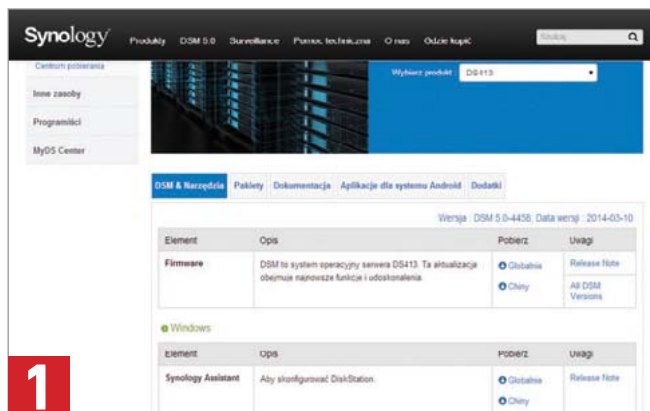 Synology
Produkty DSM 5.0 Surveillance Pomoc techniczna O nas Gdzie kupić Szukaj
Centrum pobierania
Inne zasoby
Programiści
MyDS Center
Wybierz produkt : DS413
DSM & Narzędzia Pakiety Dokumentacja Aplikacje dla systemu Android Dodatki
Wersja : DSM 5.0-4458, Data wersji : 2014-03-10
Element Opis Pobierz Uwagi
Firmware DSM to system operacyjny serwera DS413. Ta aktualizacja Globalnie Release Note
obejmuje najnowsze funkcje i udoskonalenia. Chiny All DSM
Versions
Windows
Element Opis Pobierz Uwagi
Synology Assistant Aby skonfigurować DiskStation. Globalnie Release Note
Chiny
1